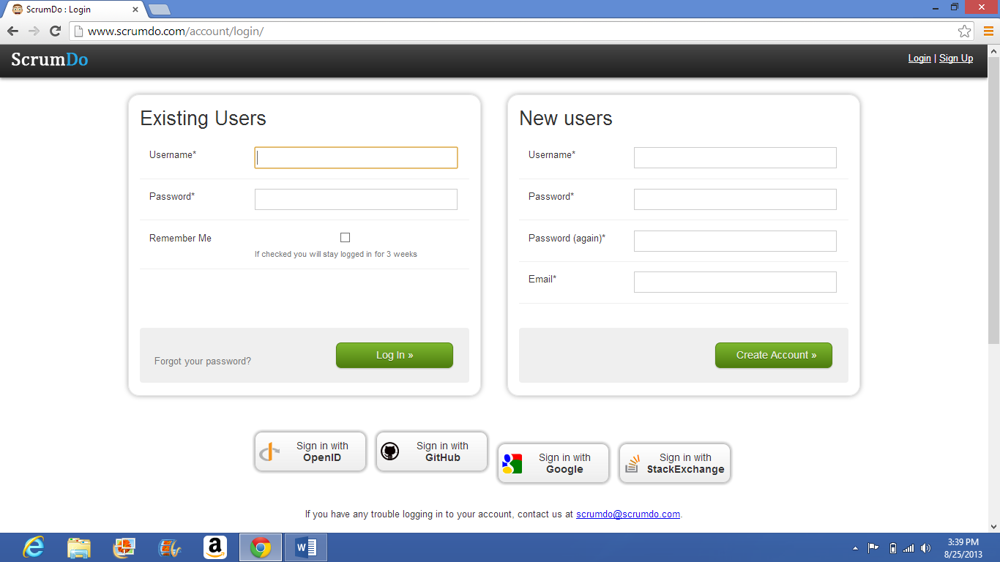 ScrumDo : Login
www.scrumdo.com/account/login/
ScrumDo
Login | Sign Up
Existing Users
Username*
Password*
Remember Me
If checked you will stay logged in for 3 weeks
Forgot your password?
Log In »
New users
Username*
Password*
Password (again)*
Email*
Create Account »
Sign in with
OpenID
Sign in with
GitHub
Sign in with
Google
Sign in with
StackExchange
If you have any trouble logging in to your account, contact us at scrumdo@scrumdo.com.
3:39 PM
8/25/2013